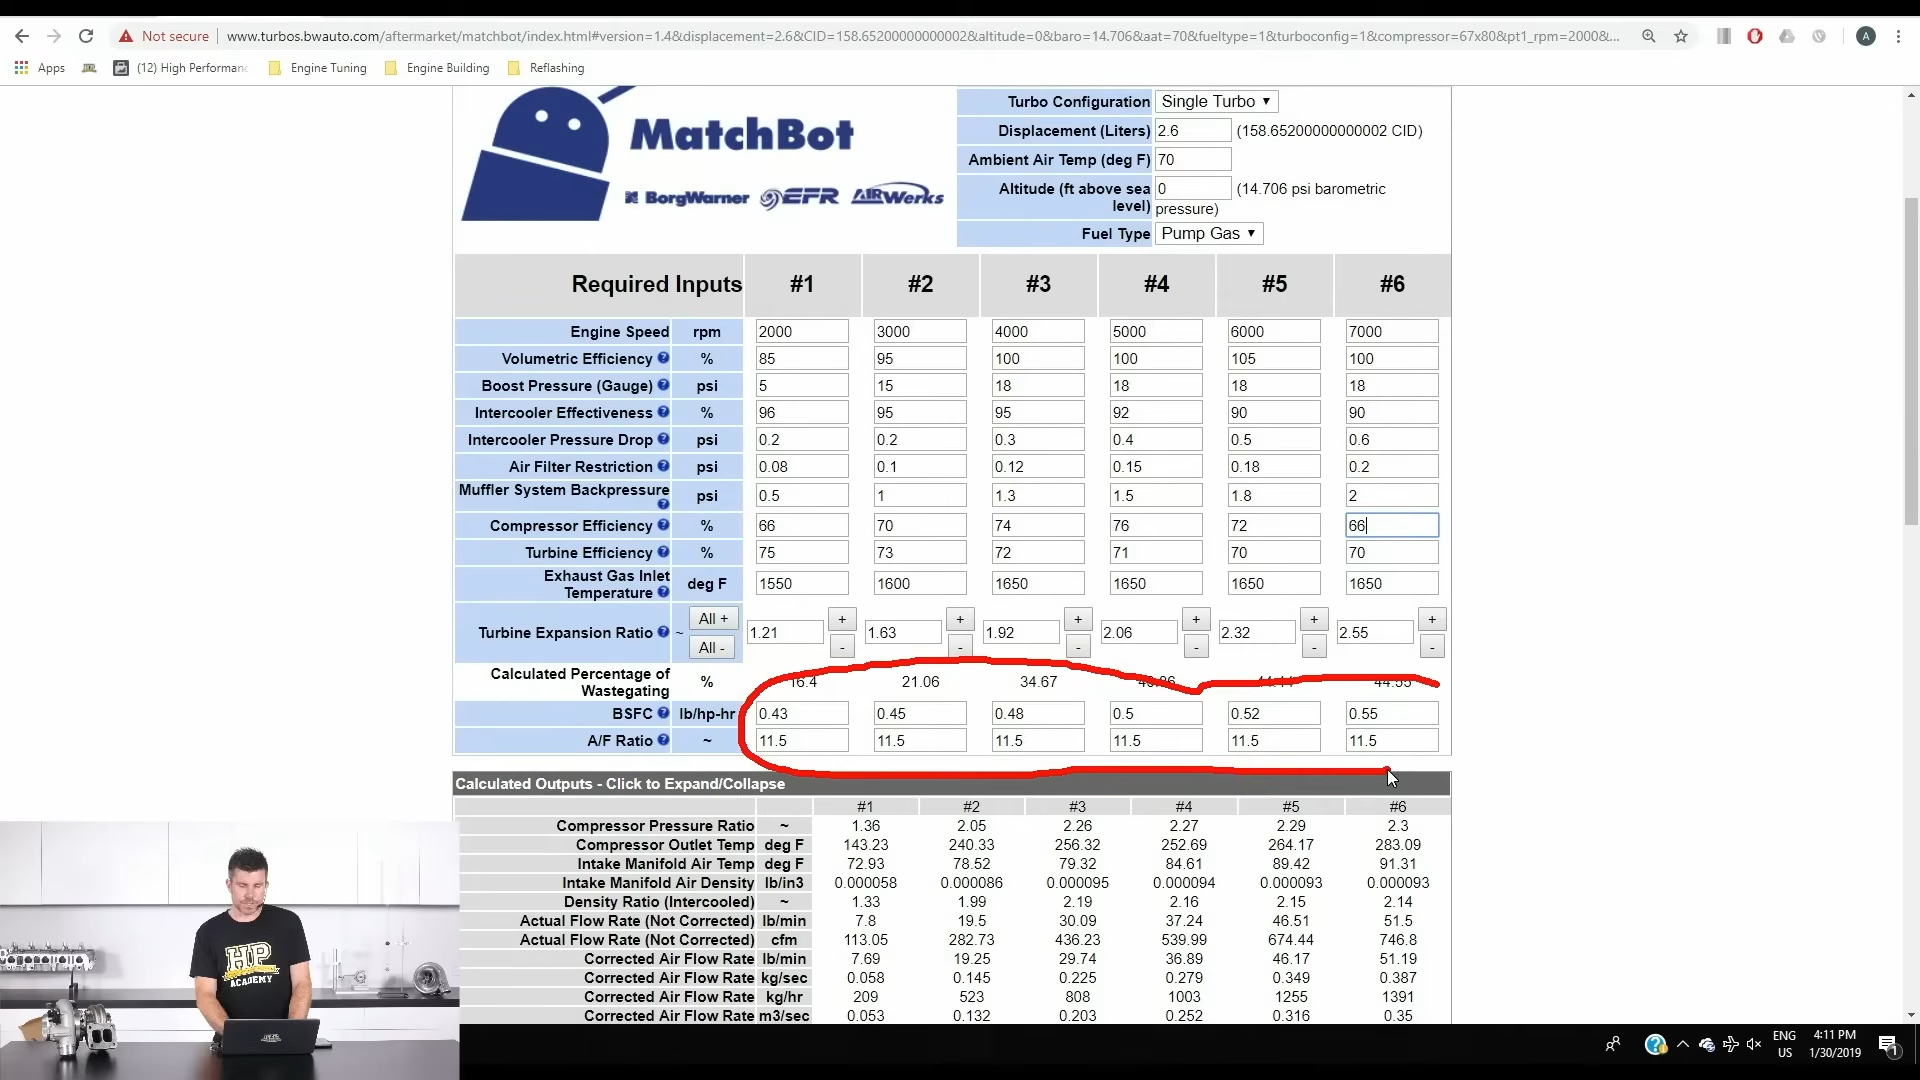 Not secure | www.turbos.bwauto.com/aftermarket/matchbot/index.html#version=1.4&displacement=2.6&CID=158.65200000000002&altitude=0&baro=14.706&aat=70&fueltype=1&turboconfig=1&compressor=67x80&pt1_rpm=2000&... A
Apps (12) High Performan Engine Tuning Engine Building Reflashing
MatchBot
BorgWarner EFR AIRWerks
Turbo Configuration Single Turbo
Displacement (Liters) 2.6 (158.65200000000002 CID)
Ambient Air Temp (deg F) 70
Altitude (ft above sea level) 0 (14.706 psi barometric pressure)
Fuel Type Pump Gas
Required Inputs #1 #2 #3 #4 #5 #6
Engine Speed rpm 2000 3000 4000 5000 6000 7000
Volumetric Efficiency ? % 85 95 100 100 105 100
Boost Pressure (Gauge) ? psi 5 15 18 18 18 18
Intercooler Effectiveness ? % 96 95 95 92 90 90
Intercooler Pressure Drop ? psi 0.2 0.2 0.3 0.4 0.5 0.6
Air Filter Restriction ? psi 0.08 0.1 0.12 0.15 0.18 0.2
Muffler System Backpressure ? psi 0.5 1 1.3 1.5 1.8 2
Compressor Efficiency ? % 66 70 74 76 72 66
Turbine Efficiency ? % 75 73 72 71 70 70
Exhaust Gas Inlet Temperature ? deg F 1550 1600 1650 1650 1650 1650
Turbine Expansion Ratio ? ~ All + All - 1.21 + - 1.63 + - 1.92 + - 2.06 + - 2.32 + - 2.55 + -
Calculated Percentage of Wastegating % 16.4 21.06 34.67 44.55
BSFC ? lb/hp-hr 0.43 0.45 0.48 0.5 0.52 0.55
A/F Ratio ? ~ 11.5 11.5 11.5 11.5 11.5 11.5
Calculated Outputs - Click to Expand/Collapse
#1 #2 #3 #4 #5 #6
Compressor Pressure Ratio ~ 1.36 2.05 2.26 2.27 2.29 2.3
Compressor Outlet Temp deg F 143.23 240.33 256.32 252.69 264.17 283.09
Intake Manifold Air Temp deg F 72.93 78.52 79.32 84.61 89.42 91.31
Intake Manifold Air Density lb/in3 0.000058 0.000086 0.000095 0.000094 0.000093 0.000093
Density Ratio (Intercooled) ~ 1.33 1.99 2.19 2.16 2.15 2.14
Actual Flow Rate (Not Corrected) lb/min 7.8 19.5 30.09 37.24 46.51 51.5
Actual Flow Rate (Not Corrected) cfm 113.05 282.73 436.23 539.99 674.44 746.8
Corrected Air Flow Rate lb/min 7.69 19.25 29.74 36.89 46.17 51.19
Corrected Air Flow Rate kg/sec 0.058 0.145 0.225 0.279 0.349 0.387
Corrected Air Flow Rate kg/hr 209 523 808 1003 1255 1391
Corrected Air Flow Rate m3/sec 0.053 0.132 0.203 0.252 0.316 0.35
HP
ACADEMY
ENG
US
4:11 PM
1/30/2019
1